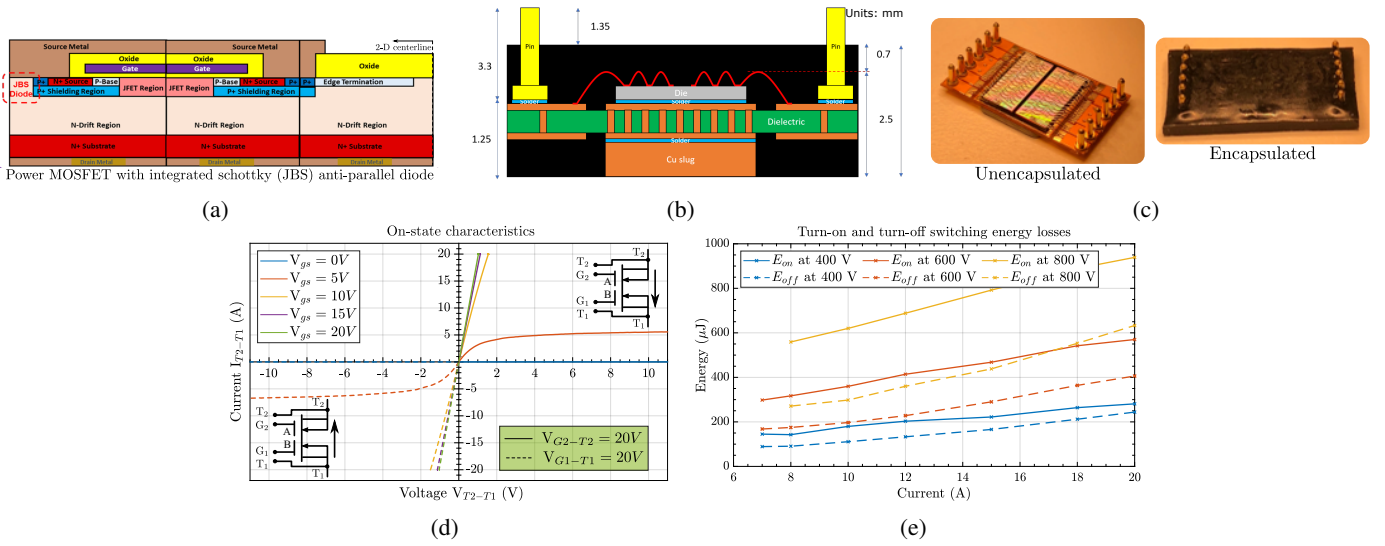 (a)
Source Metal
Source Metal
2-D centerline
Oxide
Oxide
Oxide
Gate
Gate
JBS
Diode
P+
N+ Source
P-Base
P-Base
N+ Source
P+
P+
Edge Termination
P+ Shielding Region
JFET Region
JFET Region
P+ Shielding Region
N-Drift Region
N-Drift Region
N-Drift Region
N+ Substrate
N+ Substrate
N+ Substrate
Drain Metal
Drain Metal
Drain Metal
Power MOSFET with integrated schottky (JBS) anti-parallel diode
(a)
(b)
Units: mm
1.35
Pin
Pin
0.7
3.3
Die
Solder
Solder
Solder
2.5
Dielectric
1.25
Solder
Cu slug
(b)
(c)
Unencapsulated
Encapsulated
(c)
On-state characteristics
V_gs = 0V
V_gs = 5V
V_gs = 10V
V_gs = 15V
V_gs = 20V
T2
T2
G2
A
B
G1
T1
T1
T2
T2
G2
A
B
G1
T1
T1
V_G2−T2 = 20V
V_G1−T1 = 20V
20
15
10
5
-5
-10
-15
-20
-10 -8 -6 -4 -2 2 4 6 8 10
Current I_T2−T1 (A)
Voltage V_T2−T1 (V)
(d)
Turn-on and turn-off switching energy losses
E_on at 400 V E_on at 600 V E_on at 800 V
E_off at 400 V E_off at 600 V E_off at 800 V
1000
800
600
400
200
0
8 10 12 14 16 18 20
Energy (μJ)
Current (A)
(e)